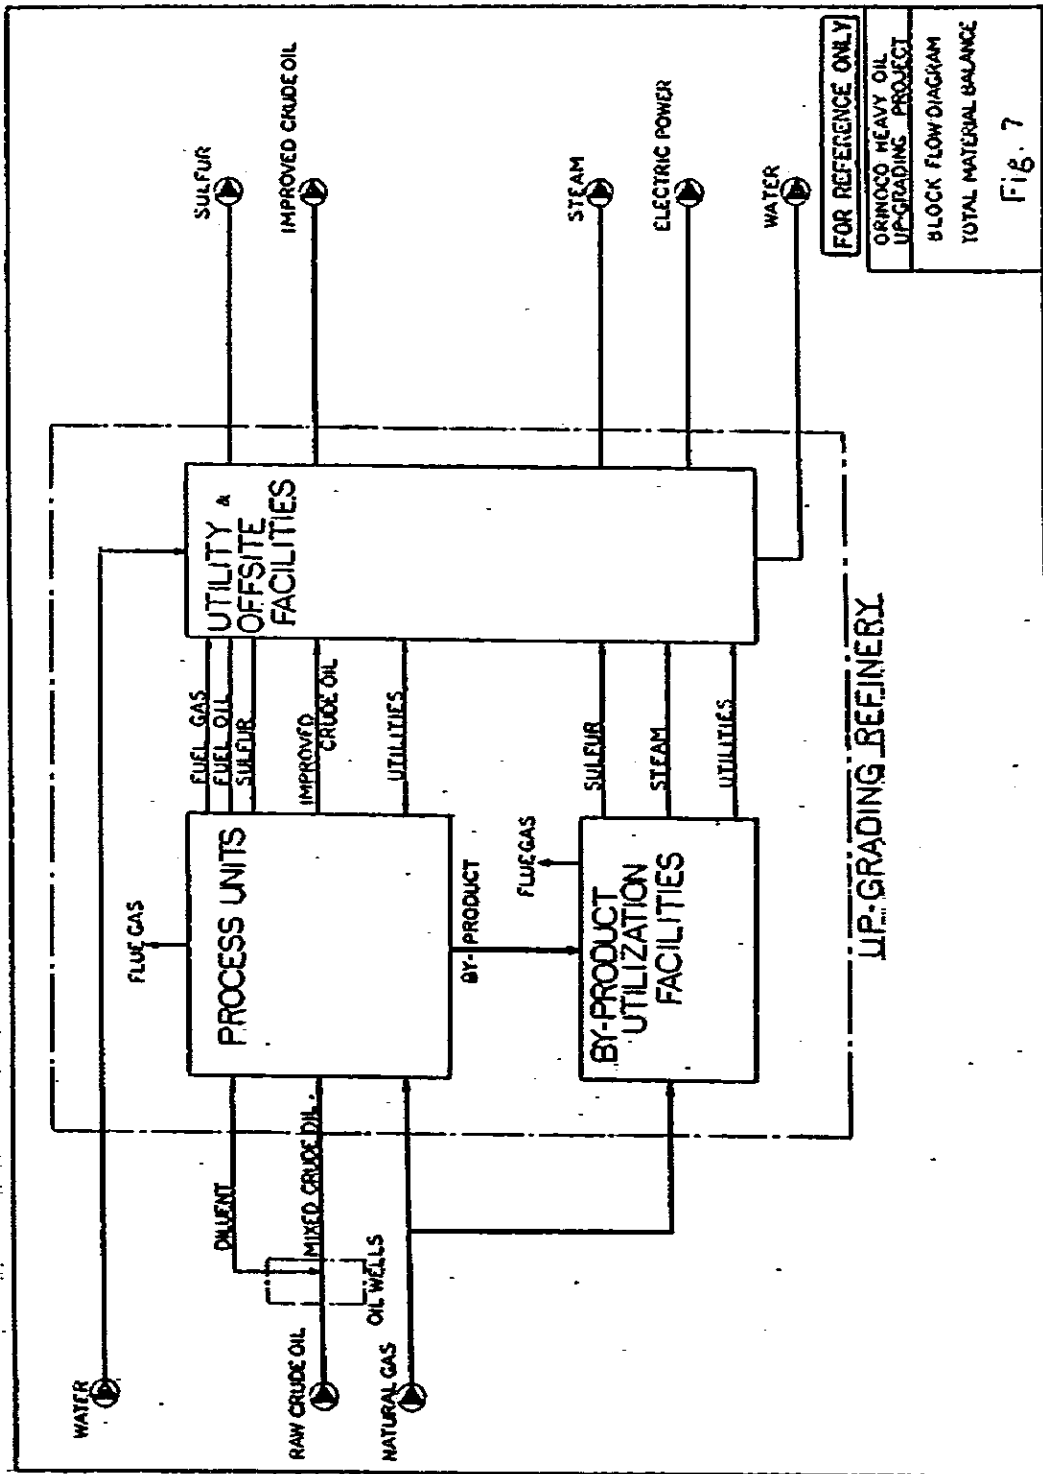 WATER
RAW CRUDE OIL
NATURAL GAS
OIL WELLS
DILUENT
MIXED CRUDE OIL.
FLUE GAS
PROCESS UNITS
BY-PRODUCT
FLUE GAS
BY-PRODUCT
UTILIZATION
FACILITIES
FUEL GAS
FUEL OIL
SULFUR
IMPROVED
CRUDE OIL
UTILITIES
SULFUR
STEAM
UTILITIES
UTILITY &
OFFSITE
FACILITIES
SULFUR
IMPROVED CRUDE OIL
STEAM
ELECTRIC POWER
WATER
UP-GRADING REFINERY
FOR REFERENCE ONLY
ORINOCO HEAVY OIL
UP-GRADING PROJECT
BLOCK FLOW DIAGRAM
TOTAL MATERIAL BALANCE
Fig. 7